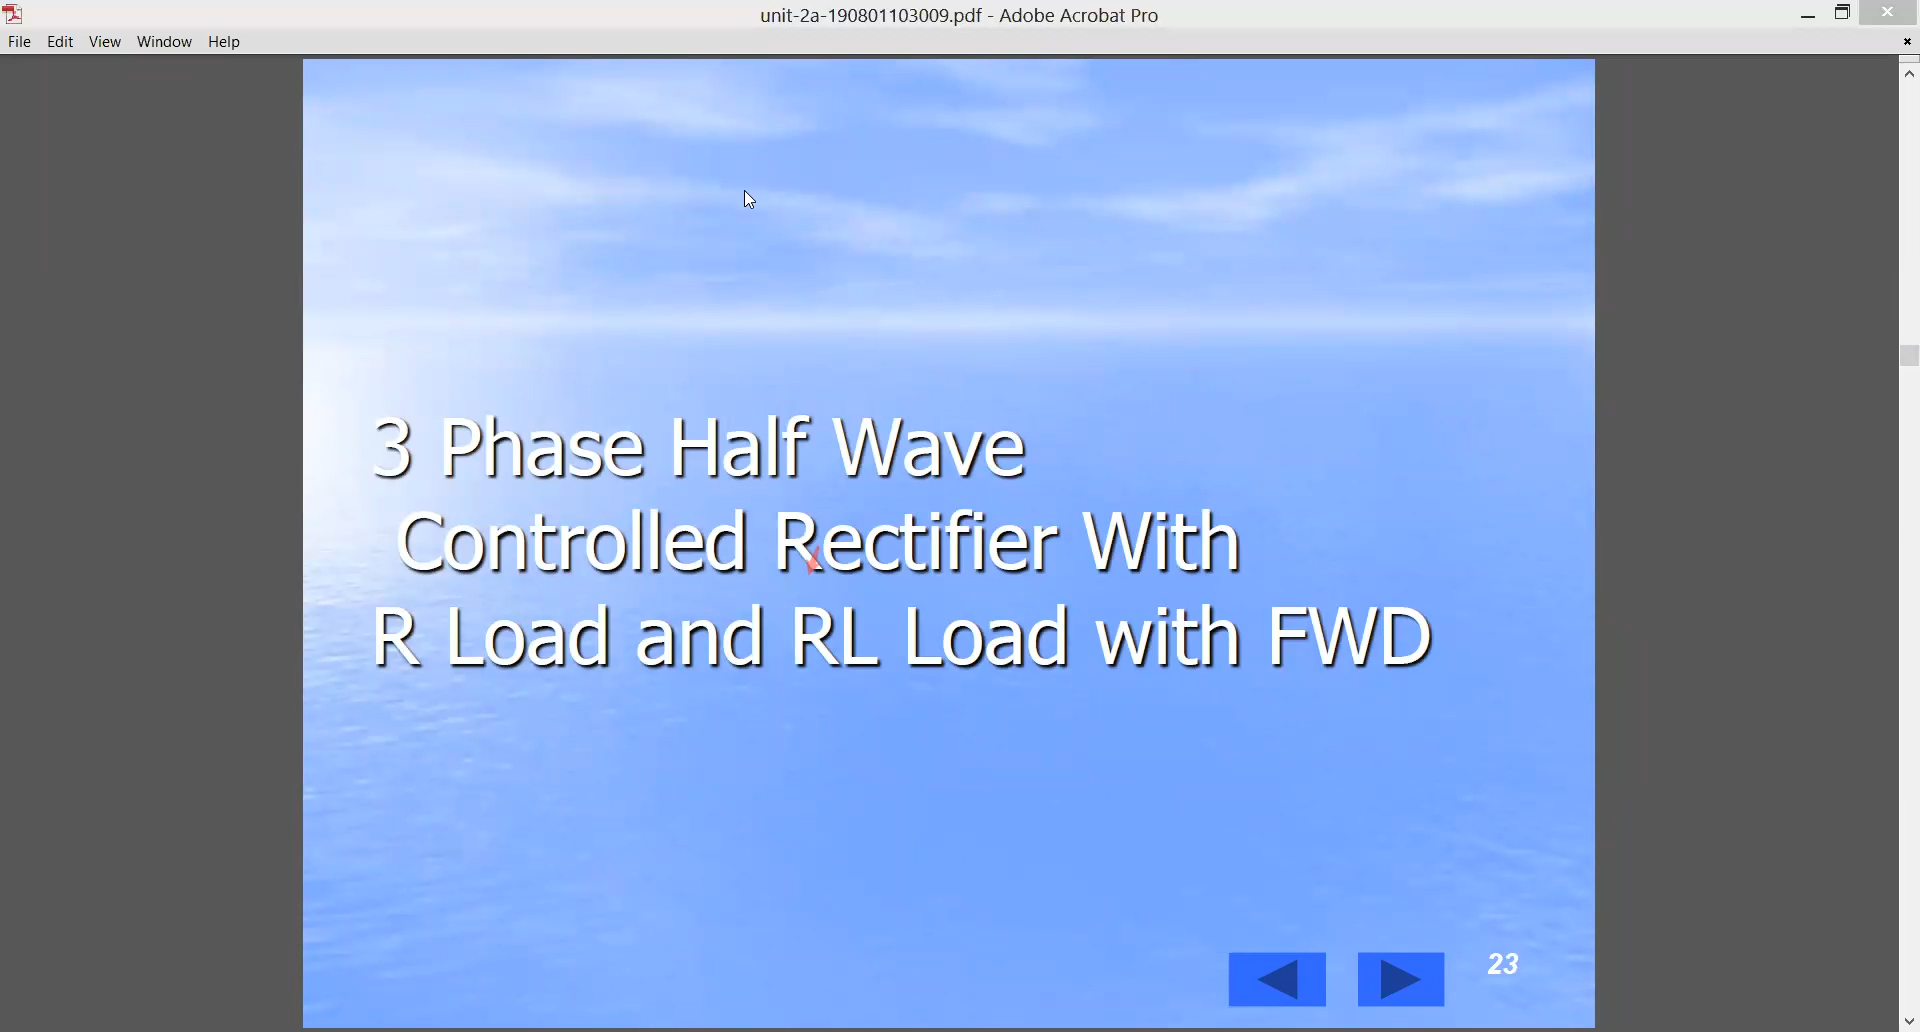 unit-2a-190801103009.pdf - Adobe Acrobat Pro
File Edit View Window Help
3 Phase Half Wave
Controlled Rectifier With
R Load and RL Load with FWD
23